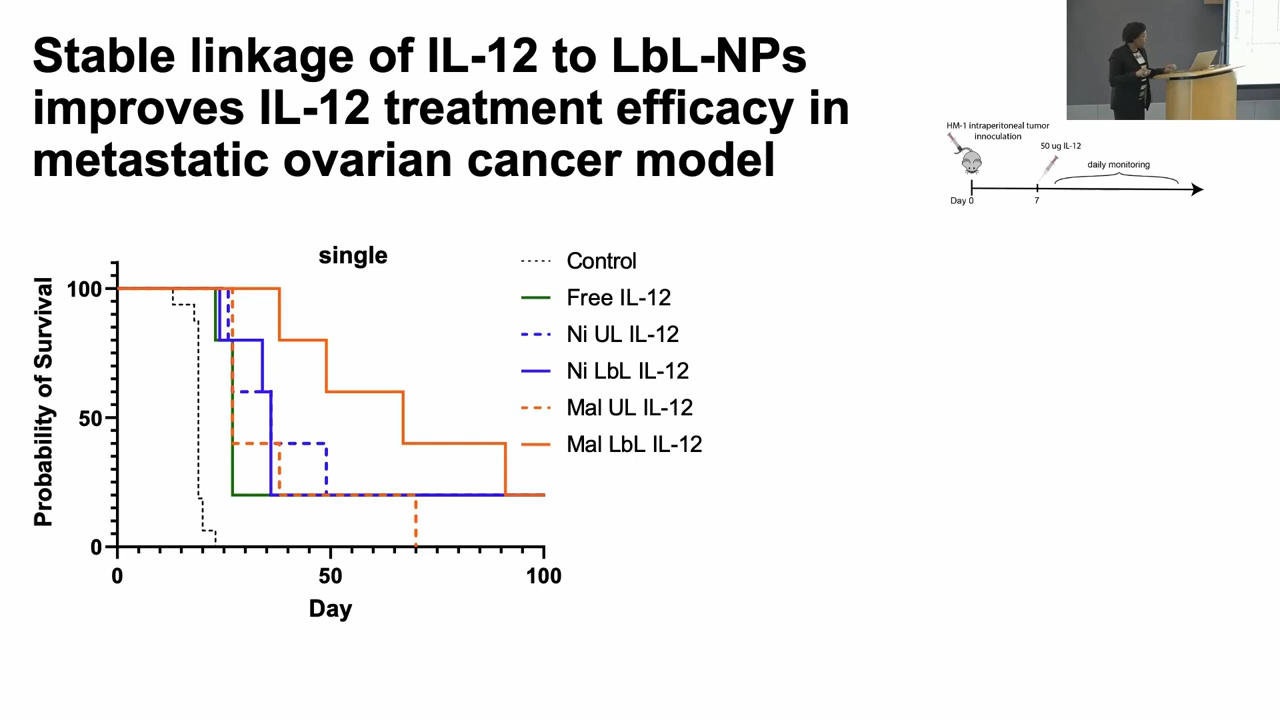 Stable linkage of IL-12 to LbL-NPs
improves IL-12 treatment efficacy in
metastatic ovarian cancer model
HM-1 intraperitoneal tumor
innoculation
50 ug IL-12
daily monitoring
Day 0
7
single
Control
Free IL-12
Ni UL IL-12
Ni LbL IL-12
Mal UL IL-12
Mal LbL IL-12
Probability of Survival
100
50
0
0
50
100
Day